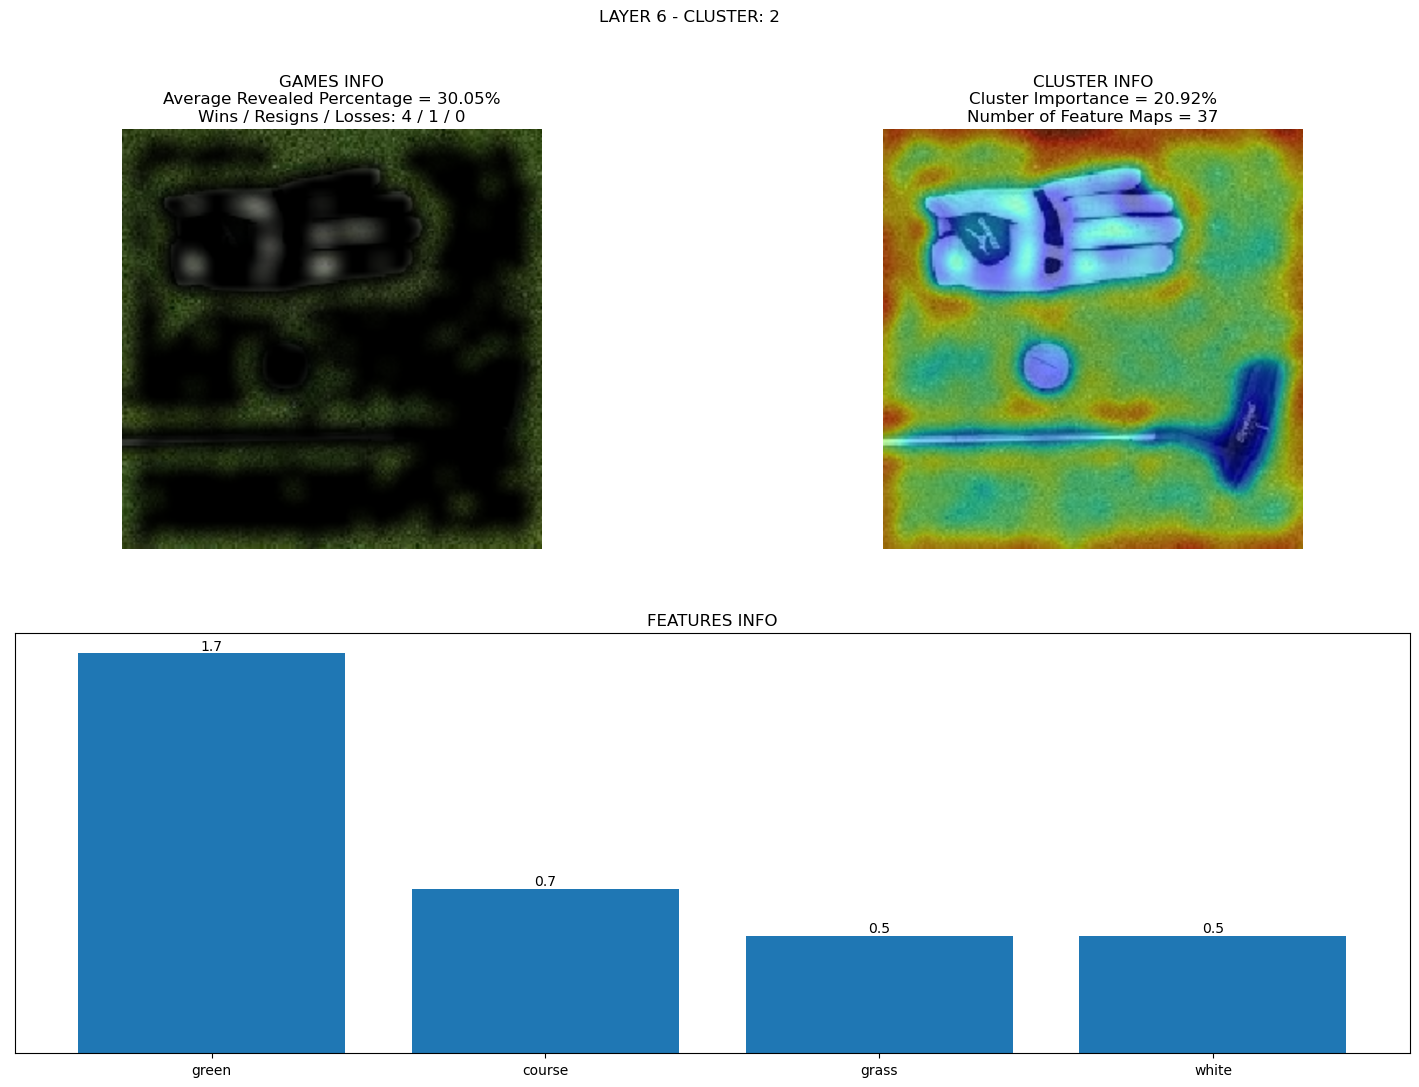 LAYER 6 - CLUSTER: 2
GAMES INFO
Average Revealed Percentage = 30.05%
Wins / Resigns / Losses: 4 / 1 / 0
CLUSTER INFO
Cluster Importance = 20.92%
Number of Feature Maps = 37
FEATURES INFO
1.7
0.7
0.5
0.5
green
course
grass
white